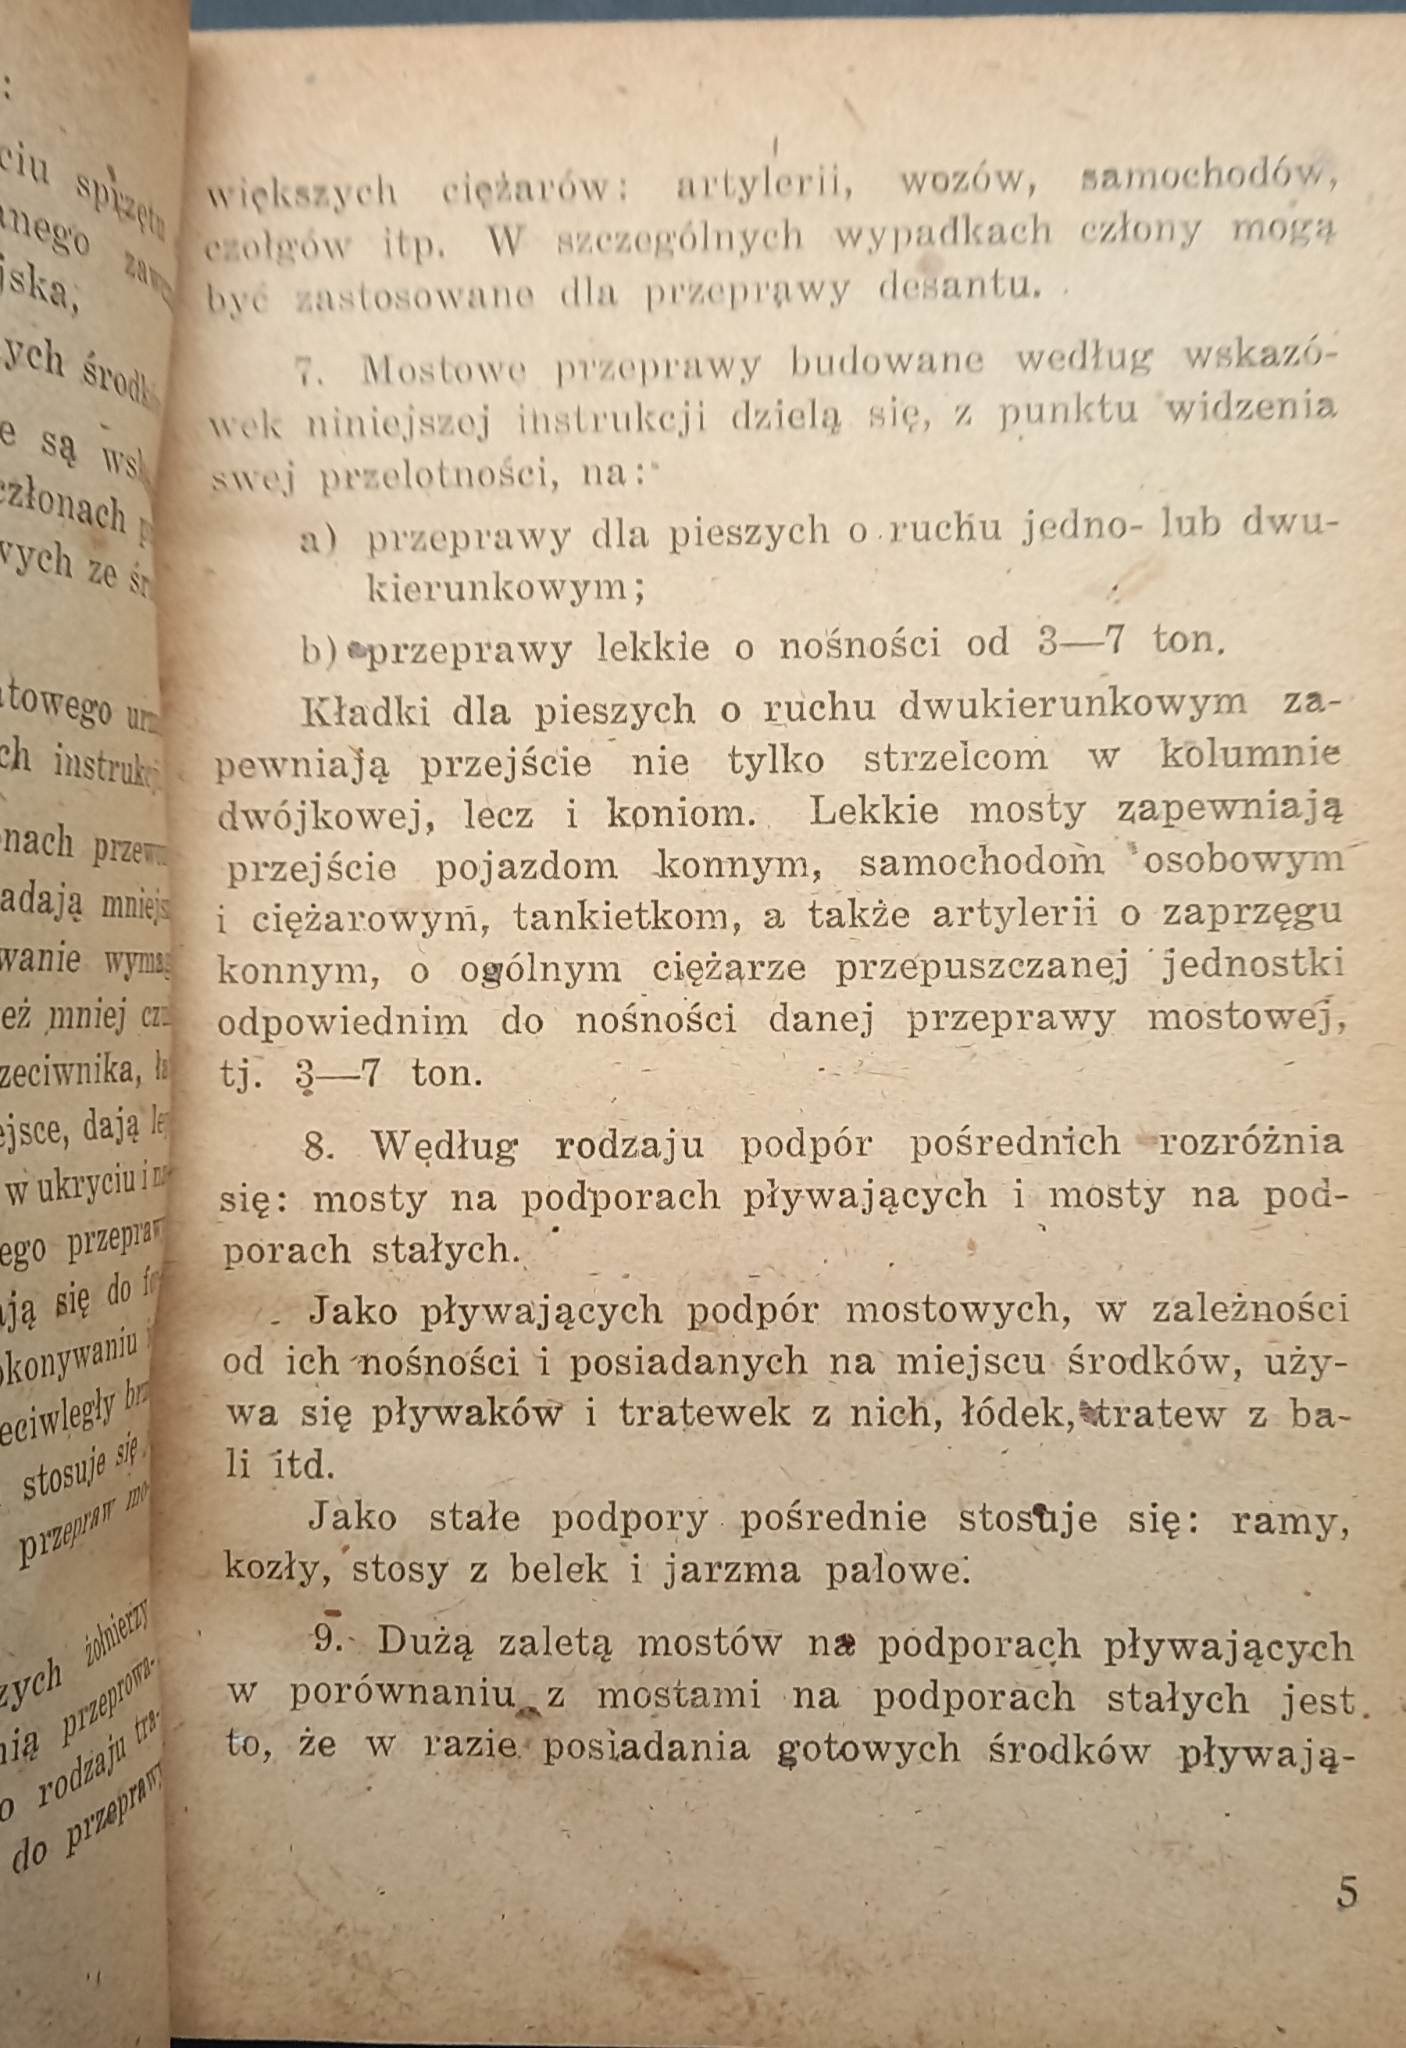 większych ciężarów: artylerii, wozów, samochodów,
czołgów itp. W szczególnych wypadkach człony mogą
być zastosowane dla przeprawy desantu.
7. Mostowe przeprawy budowane według wskazó-
wek niniejszej instrukcji dzielą się, z punktu widzenia
swej przelotności, na:
a) przeprawy dla pieszych o ruchu jedno- lub dwu-
kierunkowym;
b) przeprawy lekkie o nośności od 3—7 ton.
Kładki dla pieszych o ruchu dwukierunkowym za-
pewniają przejście nie tylko strzelcom w kolumnie
dwójkowej, lecz i koniom. Lekkie mosty zapewniają
przejście pojazdom konnym, samochodom osobowym
i ciężarowym, tankietkom, a także artylerii o zaprzęgu
konnym, o ogólnym ciężarze przepuszczanej jednostki
odpowiednim do nośności danej przeprawy mostowej,
tj. 3—7 ton.
8. Według rodzaju podpór pośrednich rozróżnia
się: mosty na podporach pływających i mosty na pod-
porach stałych.
Jako pływających podpór mostowych, w zależności
od ich nośności i posiadanych na miejscu środków, uży-
wa się pływaków i tratewek z nich, łódek, tratew z ba-
li itd.
Jako stałe podpory pośrednie stosuje się: ramy,
kozły, stosy z belek i jarzma palowe.
9. Dużą zaletą mostów na podporach pływających
w porównaniu z mostami na podporach stałych jest
to, że w razie posiadania gotowych środków pływają-
5